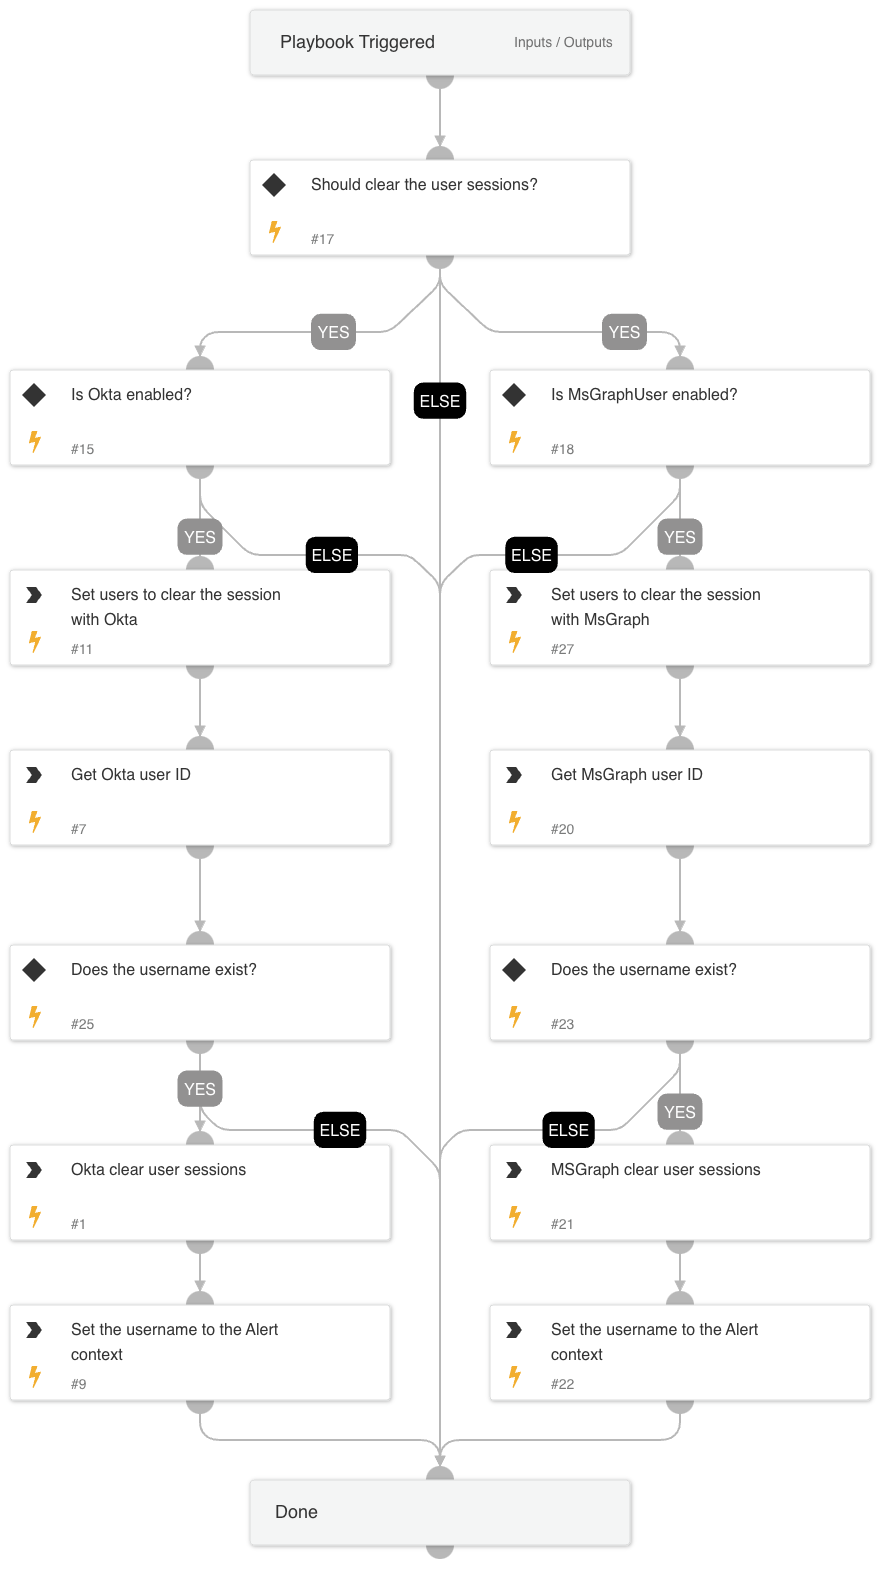 Playbook Triggered
Inputs / Outputs
Should clear the user sessions?
#17
YES
YES
ELSE
Is Okta enabled?
#15
Is MsGraphUser enabled?
#18
YES
ELSE
ELSE
YES
Set users to clear the session
with Okta
#11
Set users to clear the session
with MsGraph
#27
Get Okta user ID
#7
Get MsGraph user ID
#20
Does the username exist?
#25
Does the username exist?
#23
YES
ELSE
ELSE
YES
Okta clear user sessions
#1
MSGraph clear user sessions
#21
Set the username to the Alert
context
#9
Set the username to the Alert
context
#22
Done